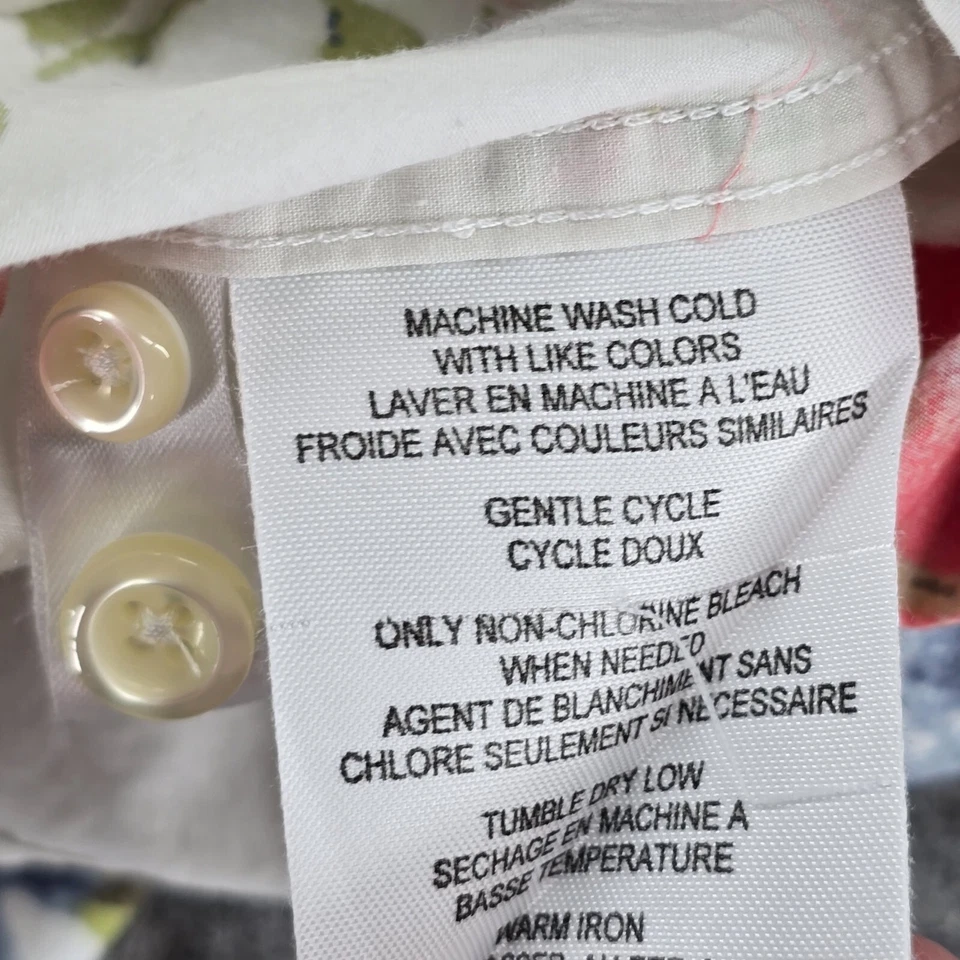 MACHINE WASH COLD
WITH LIKE COLORS
LAVER EN MACHINE A L'EAU
FROIDE AVEC COULEURS SIMILAIRES
GENTLE CYCLE
CYCLE DOUX
ONLY NON-CHLORINE BLEACH
WHEN NEEDED
AGENT DE BLANCHIMENT SANS
CHLORE SEULEMENT SI NECESSAIRE
TUMBLE DRY LOW
SECHAGE EN MACHINE A
BASSE TEMPERATURE
WARM IRON